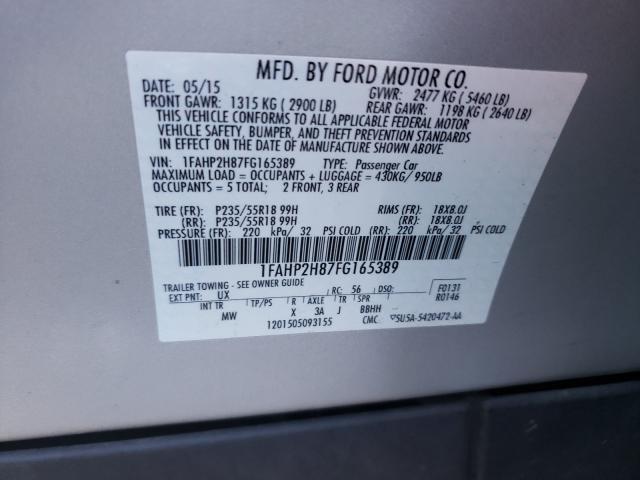 MFD. BY FORD MOTOR CO.
DATE: 05/15 GVWR: 2477 KG ( 5460 LB)
FRONT GAWR: 1315 KG ( 2900 LB) REAR GAWR: 1198 KG ( 2640 LB)
THIS VEHICLE CONFORMS TO ALL APPLICABLE FEDERAL MOTOR
VEHICLE SAFETY, BUMPER, AND THEFT PREVENTION STANDARDS
IN EFFECT ON THE DATE OF MANUFACTURE SHOWN ABOVE.
VIN: 1FAHP2H87FG165389 TYPE: Passenger Car
MAXIMUM LOAD = OCCUPANTS + LUGGAGE = 430KG/ 950LB
OCCUPANTS = 5 TOTAL; 2 FRONT, 3 REAR
TIRE (FR): P235/55R18 99H RIMS (FR): 18X8.0J
(RR): P235/55R18 99H (RR): 18X8.0J
PRESSURE (FR): 220 kPa/ 32 PSI COLD (RR): 220 kPa/ 32 PSI COLD
1FAHP2H87FG165389
TRAILER TOWING - SEE OWNER GUIDE
EXT PNT: UX RC: 56 DSO: F0131
INT TR TP/PS R AXLE TR SPR R0146
MW X 3A J BBHH
1201505093155 CMC